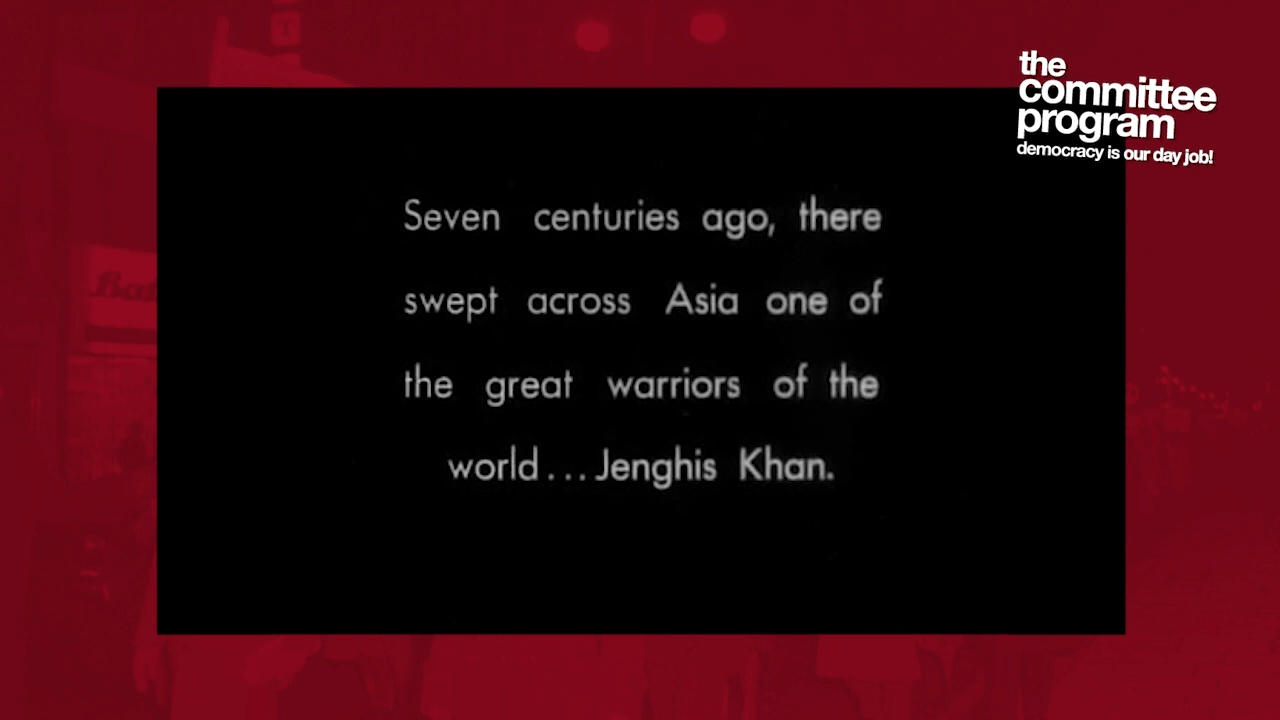 the
committee
program
democracy is our day job!
Seven centuries ago, there
swept across Asia one of
the great warriors of the
world...Jenghis Khan.